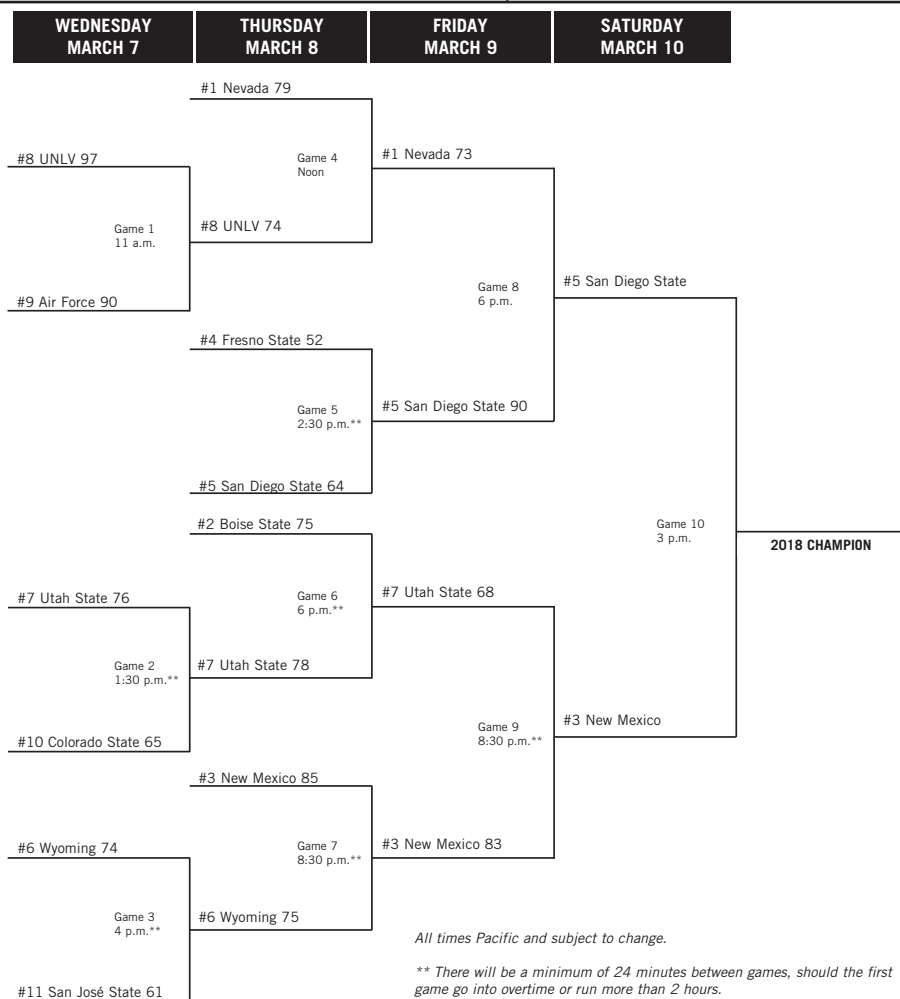 WEDNESDAY
MARCH 7
THURSDAY
MARCH 8
FRIDAY
MARCH 9
SATURDAY
MARCH 10
#1 Nevada 79
#8 UNLV 97
Game 4
Noon
#1 Nevada 73
Game 1
11 a.m.
#8 UNLV 74
#9 Air Force 90
Game 8
6 p.m.
#5 San Diego State
#4 Fresno State 52
Game 5
2:30 p.m.**
#5 San Diego State 90
#5 San Diego State 64
#2 Boise State 75
Game 10
3 p.m.
2018 CHAMPION
#7 Utah State 76
Game 6
6 p.m.**
#7 Utah State 68
Game 2
1:30 p.m.**
#7 Utah State 78
#10 Colorado State 65
Game 9
8:30 p.m.**
#3 New Mexico
#3 New Mexico 85
#6 Wyoming 74
Game 7
8:30 p.m.**
#3 New Mexico 83
Game 3
4 p.m.**
#6 Wyoming 75
#11 San José State 61
All times Pacific and subject to change.
** There will be a minimum of 24 minutes between games, should the first
game go into overtime or run more than 2 hours.